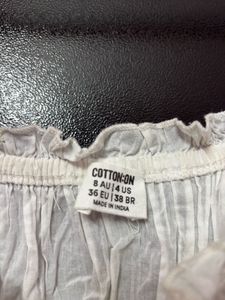 COTTON:ON
8 AU|4 US
36 EU|38 BR
MADE IN INDIA